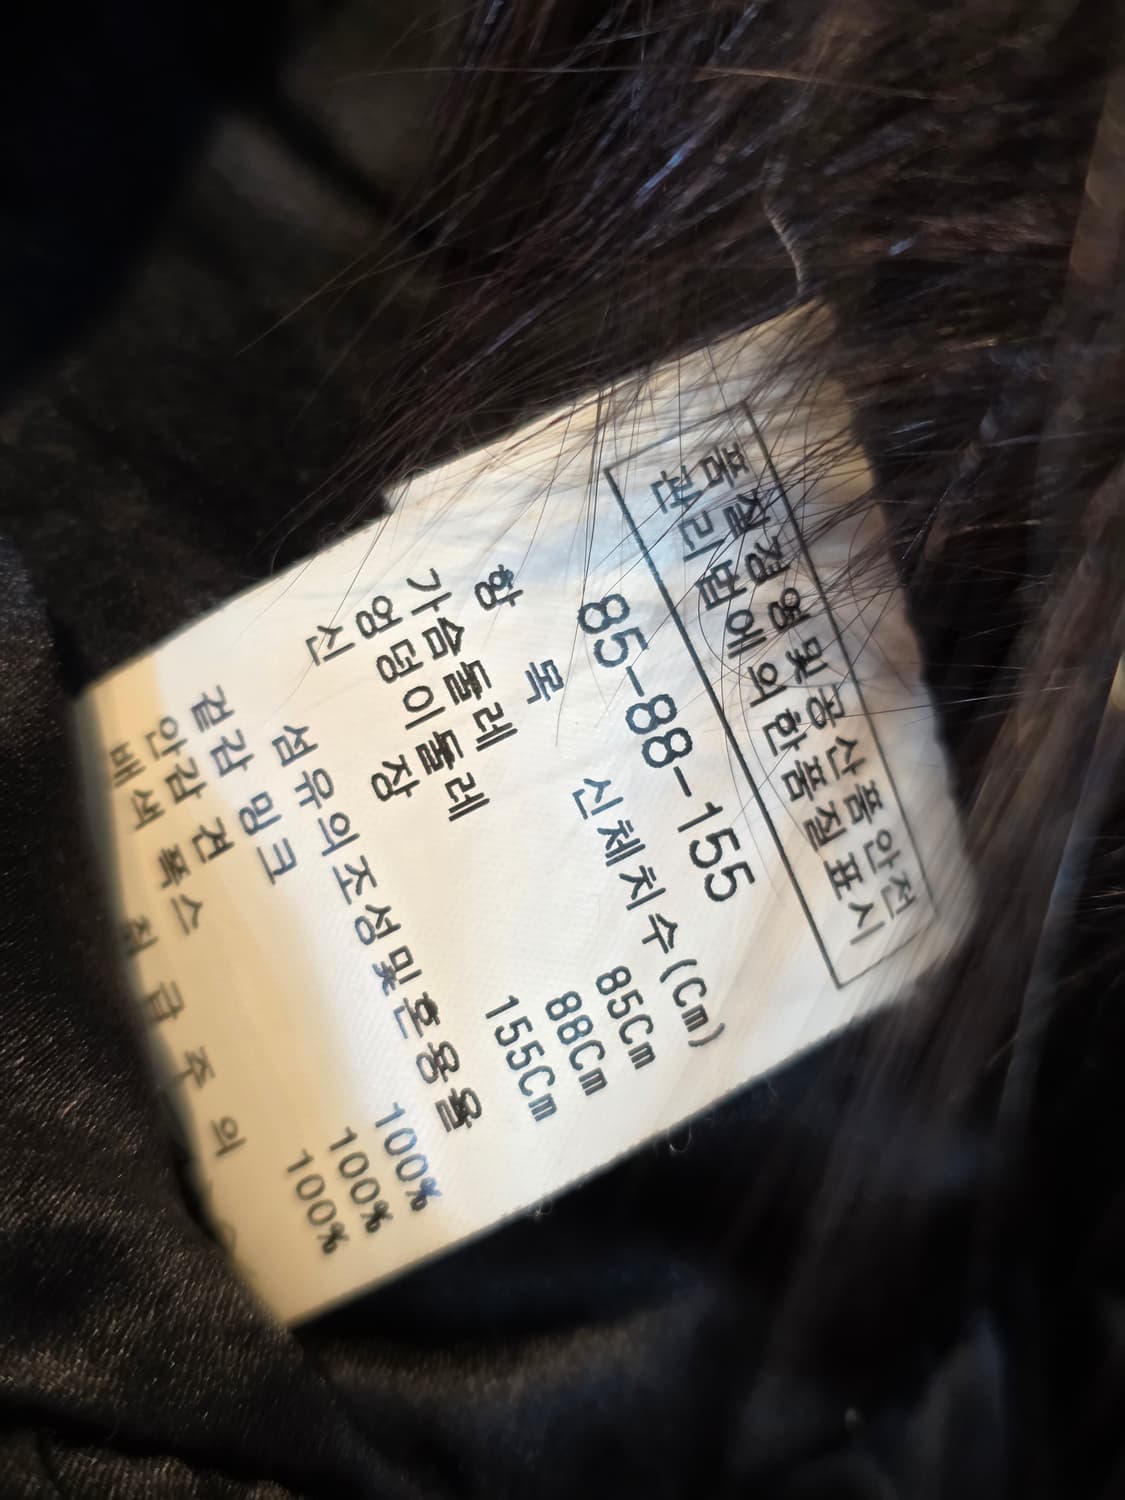 품질경영및공산품안전
관리법에 의한품질표시
85-88-155
항 목 신체치수(Cm)
가슴둘레 85Cm
엉덩이둘레 88Cm
신 장 155Cm
섬유의조성및혼용율
겉감 밍크 100%
안감 견 100%
배색 폭스 100%
취 급 주 의